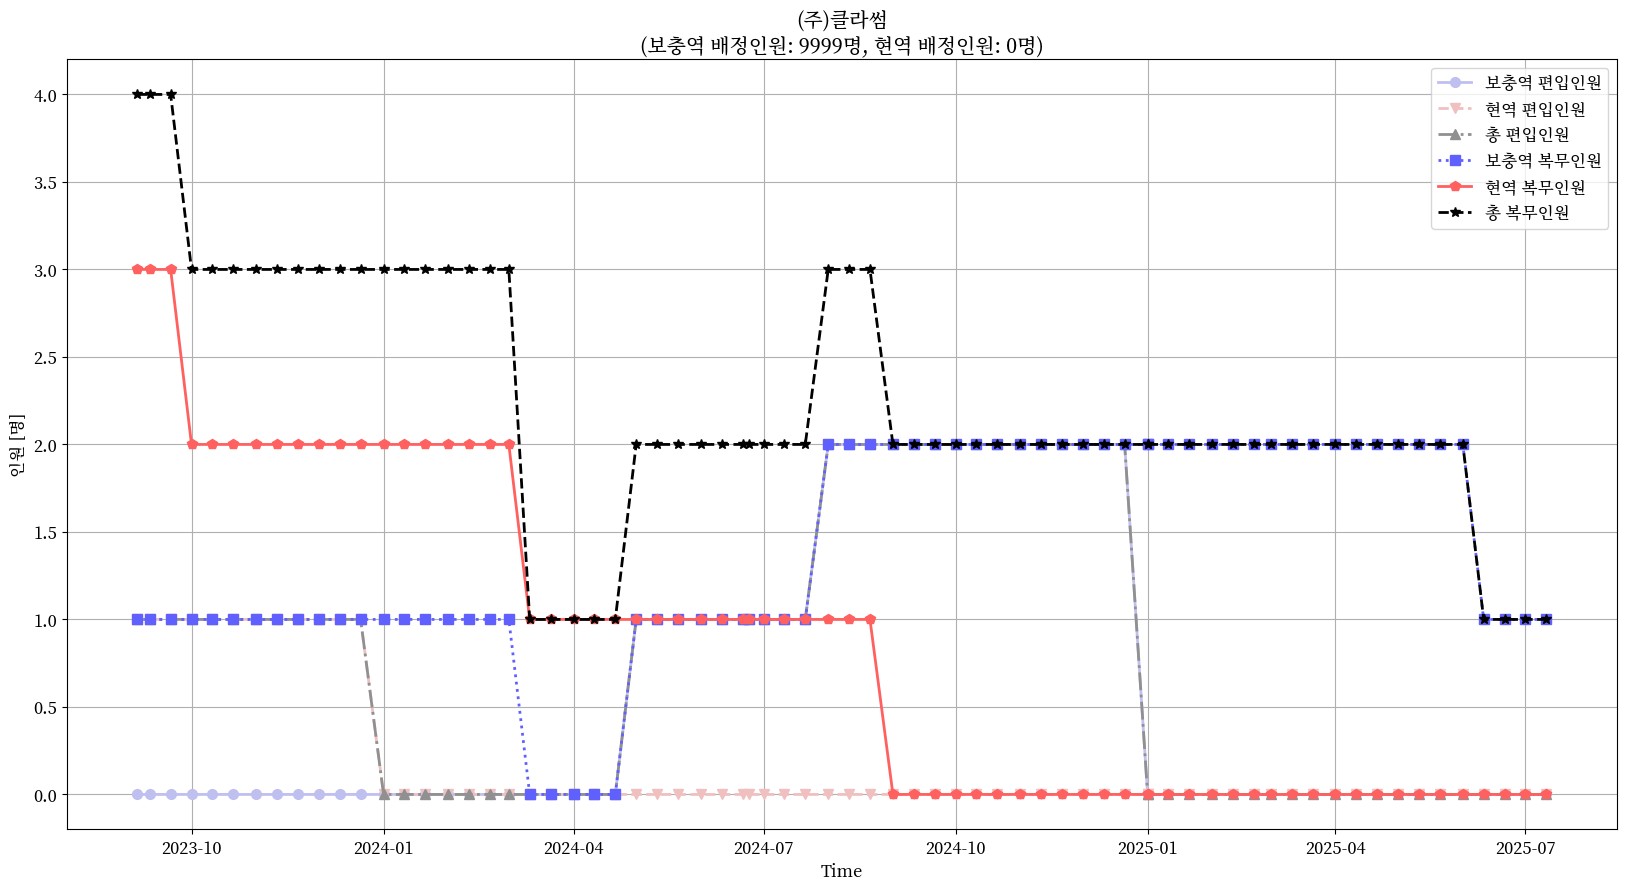 (주)클라썸
(보충역 배정인원: 9999명, 현역 배정인원: 0명)
보충역 편입인원
현역 편입인원
총 편입인원
보충역 복무인원
현역 복무인원
총 복무인원
인원 [명]
4.0
3.5
3.0
2.5
2.0
1.5
1.0
0.5
0.0
2023-10
2024-01
2024-04
2024-07
2024-10
2025-01
2025-04
2025-07
Time